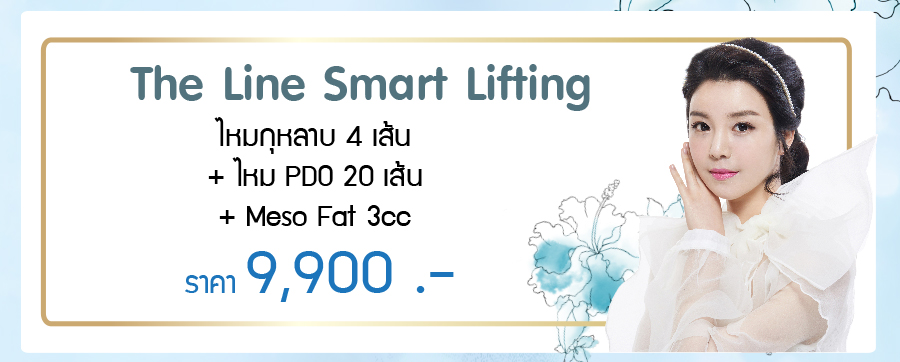 The Line Smart Lifting
ไหมกุหลาบ 4 เส้น
+ ไหม PDO 20 เส้น
+ Meso Fat 3cc
ราคา 9,900 .-